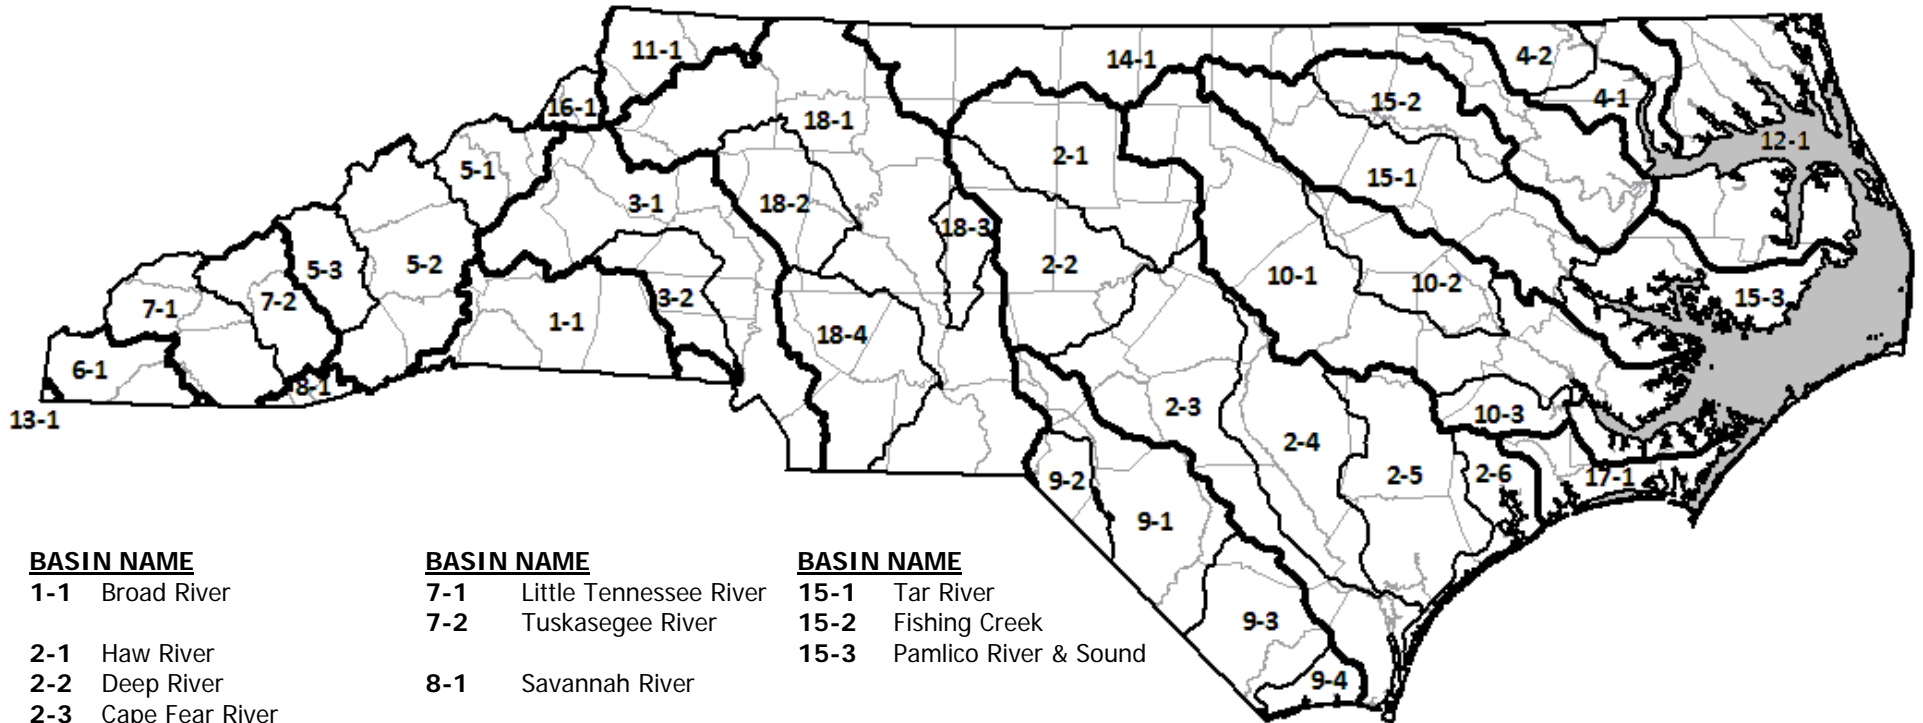 11-1
14-1
4-2
16-1
18-1
15-2
4-1
12-1
5-1
2-1
15-1
3-1
18-2
18-3
5-3
5-2
2-2
10-1
10-2
7-1
7-2
3-2
15-3
1-1
18-4
6-1
8-1
13-1
2-3
10-3
2-4
9-2
2-5
2-6
17-1
9-1
9-3
9-4
BASIN NAME
1-1 Broad River
2-1 Haw River
2-2 Deep River
2-3 Cape Fear River
BASIN NAME
7-1 Little Tennessee River
7-2 Tuskasegee River
8-1 Savannah River
BASIN NAME
15-1 Tar River
15-2 Fishing Creek
15-3 Pamlico River & Sound